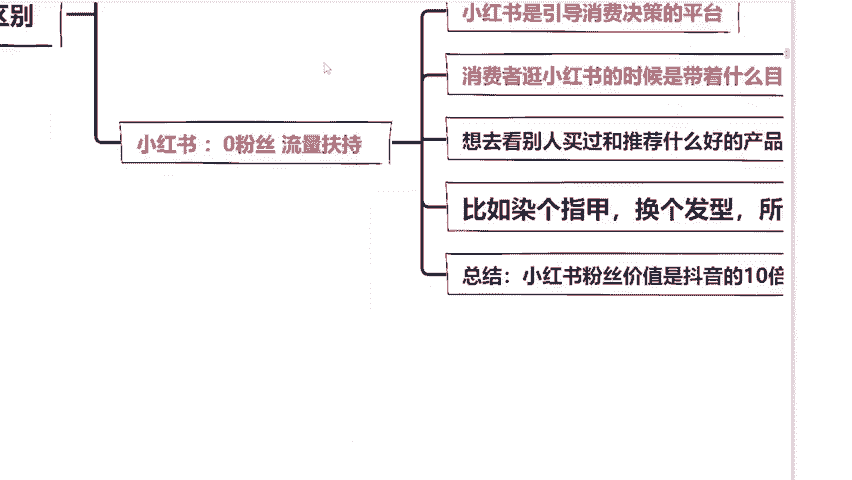 区别
小红书是引导消费决策的平台
消费者逛小红书的时候是带着什么目
小红书：0粉丝 流量扶持
想去看别人买过和推荐什么好的产品
比如染个指甲，换个发型，所
总结：小红书粉丝价值是抖音的10倍